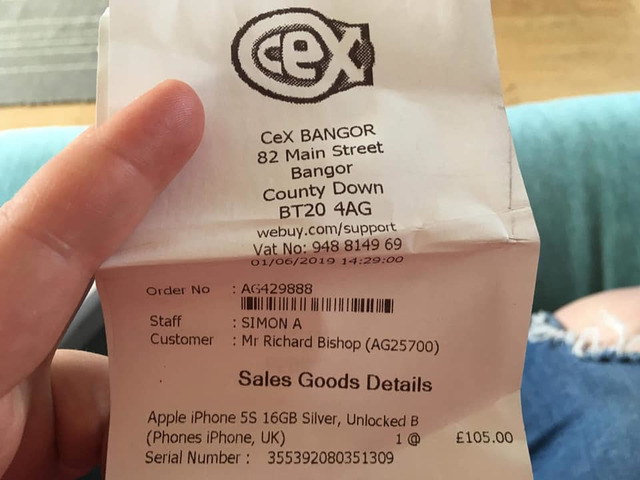 cex
CeX BANGOR
82 Main Street
Bangor
County Down
BT20 4AG
webuy.com/support
Vat No: 948 8149 69
01/06/2019 14:29:00
Order No : AG429888
Staff : SIMON A
Customer : Mr Richard Bishop (AG25700)
Sales Goods Details
Apple iPhone 5S 16GB Silver, Unlocked B
(Phones iPhone, UK) 1 @ £105.00
Serial Number : 355392080351309